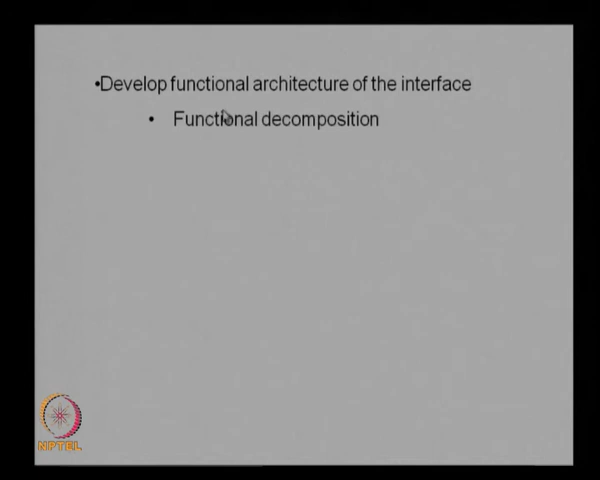 •Develop functional architecture of the interface
• Functional decomposition
NPTEL